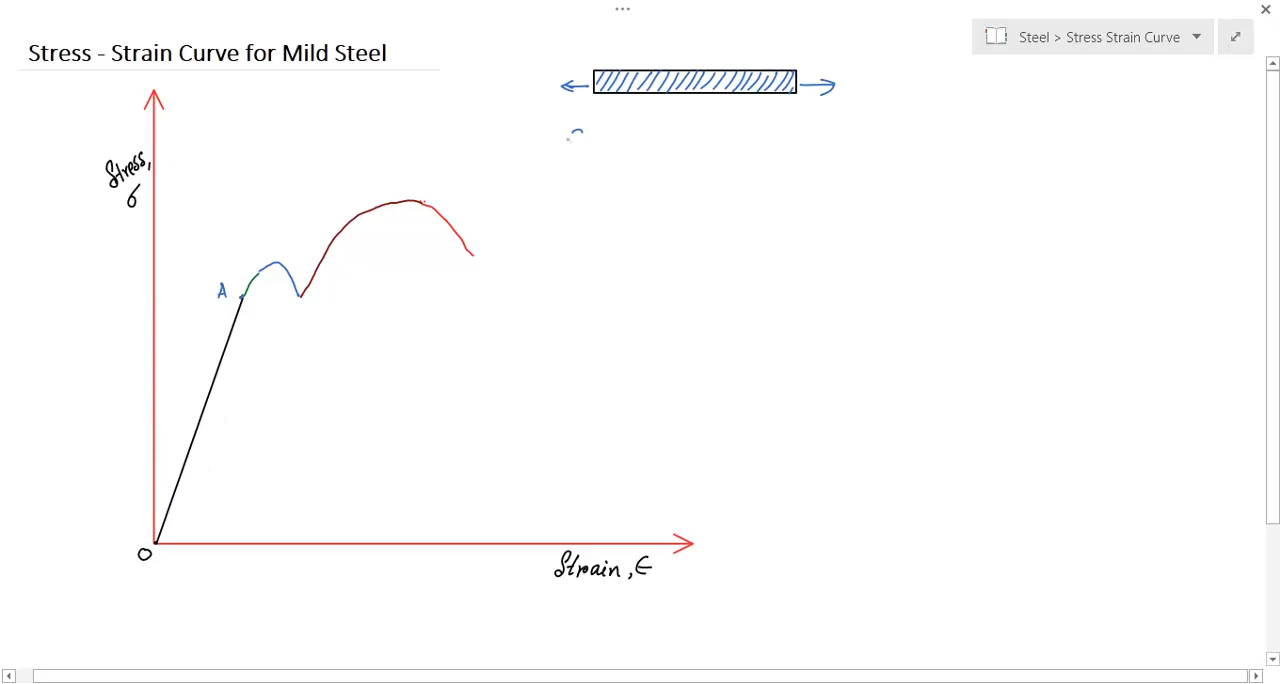 Stress - Strain Curve for Mild Steel
Steel > Stress Strain Curve
Stress,
σ
A
O
Strain, ∈